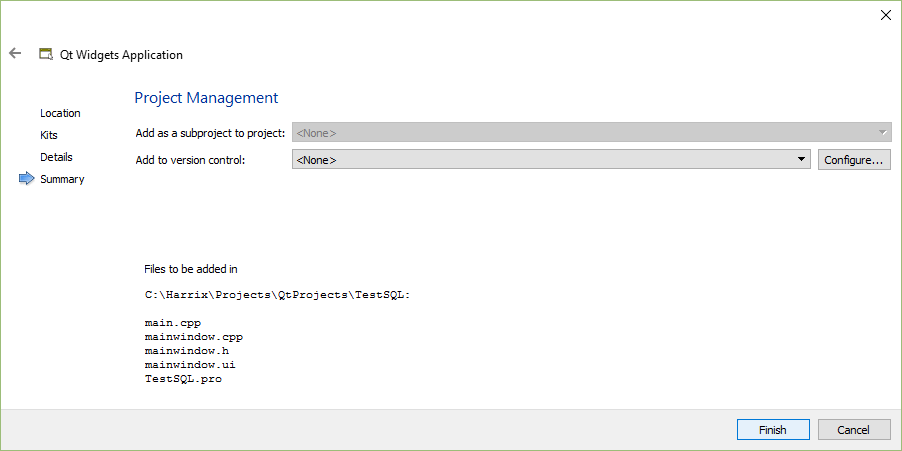 Qt Widgets Application
Location
Kits
Details
Summary
Project Management
Add as a subproject to project: <None>
Add to version control: <None> Configure...
Files to be added in
C:\Harrix\Projects\QtProjects\TestSQL:
main.cpp
mainwindow.cpp
mainwindow.h
mainwindow.ui
TestSQL.pro
Finish Cancel